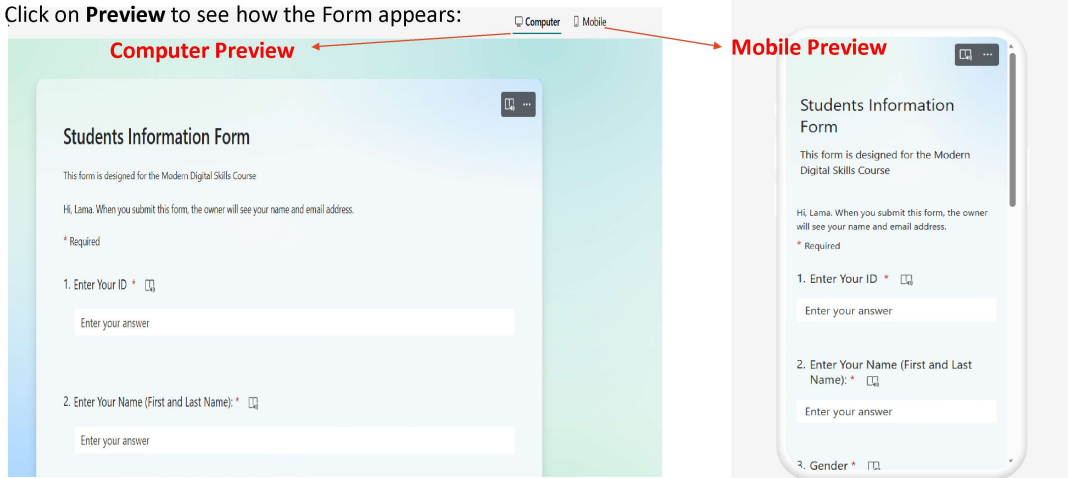 Click on Preview to see how the Form appears:
Computer
Mobile
Computer Preview
Mobile Preview
Students Information Form
This form is designed for the Modern Digital Skills Course
Hi, Lama. When you submit this form, the owner will see your name and email address.
* Required
1. Enter Your ID *
Enter your answer
2. Enter Your Name (First and Last Name): *
Enter your answer
Students Information
Form
This form is designed for the Modern
Digital Skills Course
Hi, Lama. When you submit this form, the owner
will see your name and email address.
* Required
1. Enter Your ID *
Enter your answer
2. Enter Your Name (First and Last
Name): *
Enter your answer
3. Gender *